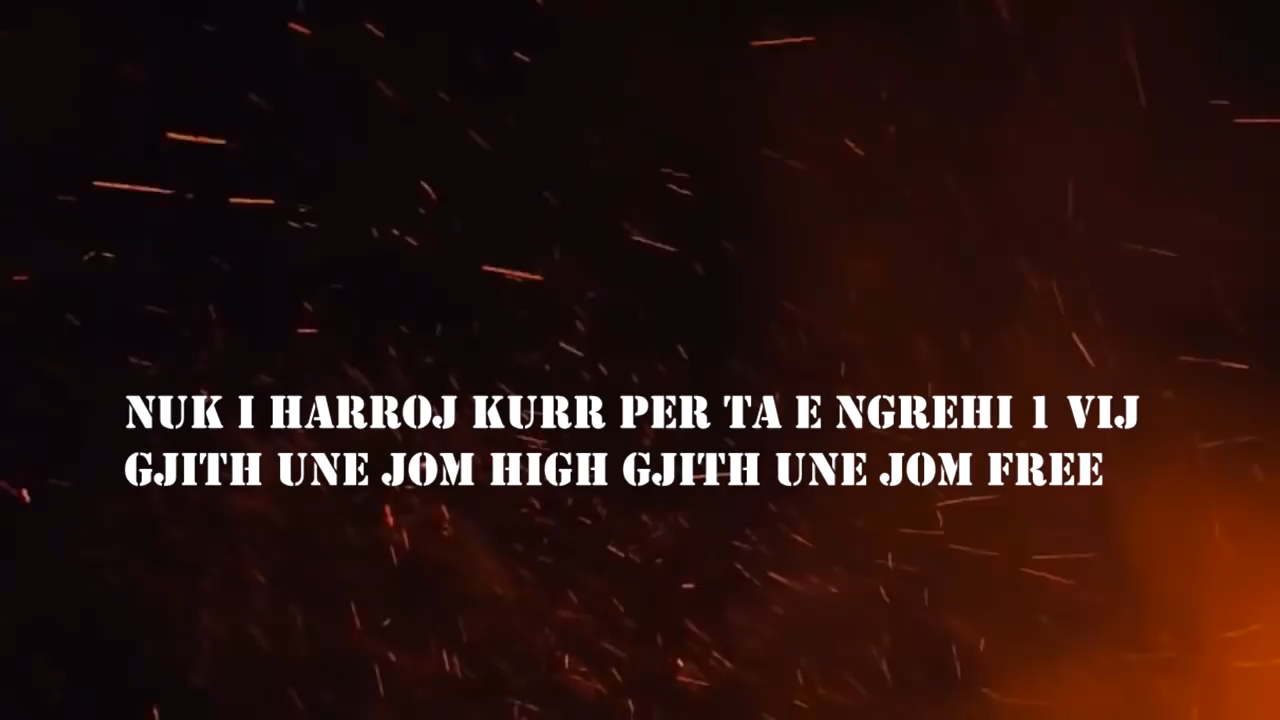 NUK I HARROJ KURR PER TA E NGREHI 1 VIJ
GJITH UNE JOM HIGH GJITH UNE JOM FREE